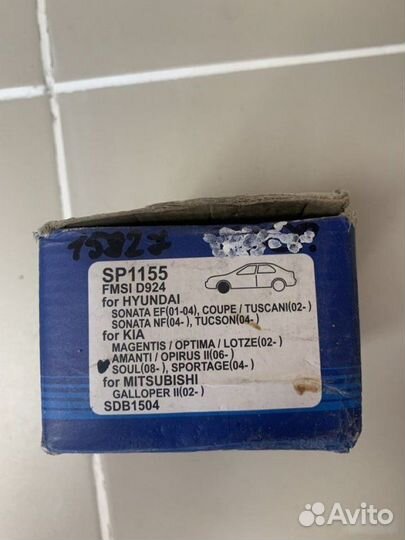 15827
SP1155
FMSI D924
for HYUNDAI
SONATA EF(01-04), COUPE / TUSCANI(02- )
SONATA NF(04- ), TUCSON(04- )
for KIA
MAGENTIS / OPTIMA / LOTZE(02- )
AMANTI / OPIRUS II(06- )
SOUL(08- ), SPORTAGE(04- )
for MITSUBISHI
GALLOPER II(02- )
SDB1504
Avito